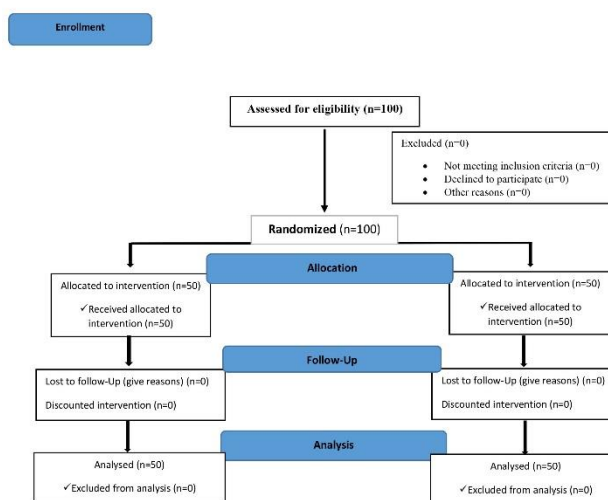 Enrollment
Assessed for eligibility (n=100)
Excluded (n=0)
• Not meeting inclusion criteria (n=0)
• Declined to participate (n=0)
• Other reasons (n=0)
Randomized (n=100)
Allocation
Allocated to intervention (n=50)
✓Received allocated to
intervention (n=50)
Allocated to intervention (n=50)
✓Received allocated to
intervention (n=50)
Follow-Up
Lost to follow-Up (give reasons) (n=0)
Discounted intervention (n=0)
Lost to follow-Up (give reasons) (n=0)
Discounted intervention (n=0)
Analysis
Analysed (n=50)
✓Excluded from analysis (n=0)
Analysed (n=50)
✓Excluded from analysis (n=0)